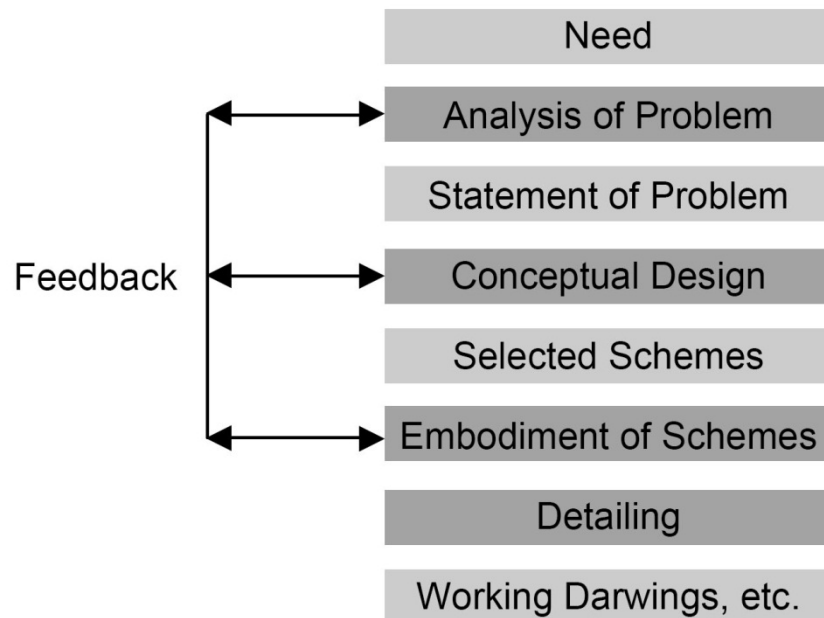 Need
Analysis of Problem
Statement of Problem
Feedback
Conceptual Design
Selected Schemes
Embodiment of Schemes
Detailing
Working Darwings, etc.